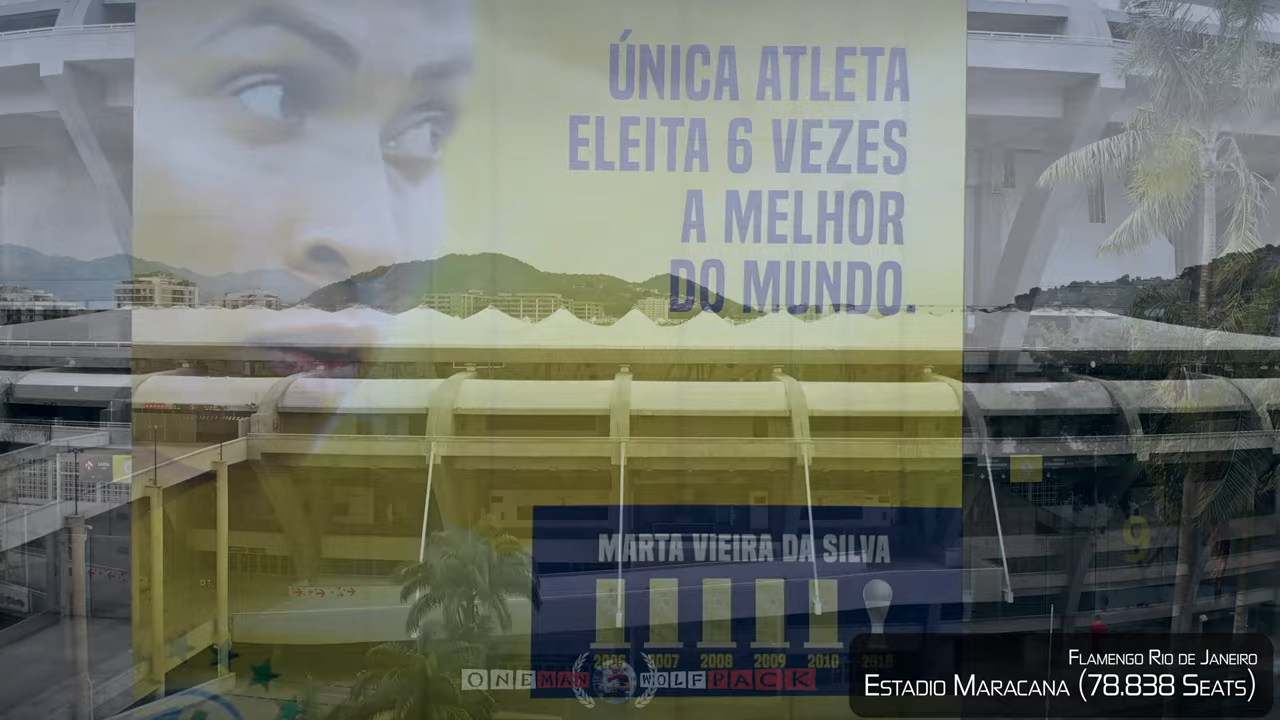 ÚNICA ATLETA
ELEITA 6 VEZES
A MELHOR
DO MUNDO.
MARTA VIEIRA DA SILVA
2006 2007 2008 2009 2010 2018
9
ONEMAN WOLFPACK
FLAMENGO RIO DE JANEIRO
ESTADIO MARACANA (78.838 SEATS)